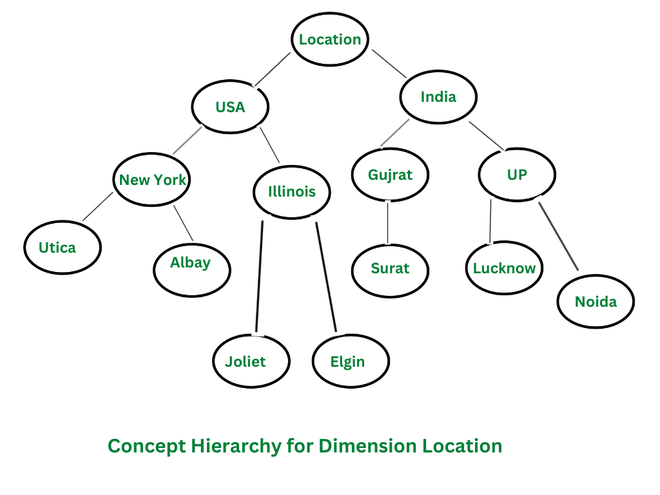 Location
USA
India
New York
Illinois
Gujrat
UP
Utica
Albay
Surat
Lucknow
Noida
Joliet
Elgin
Concept Hierarchy for Dimension Location